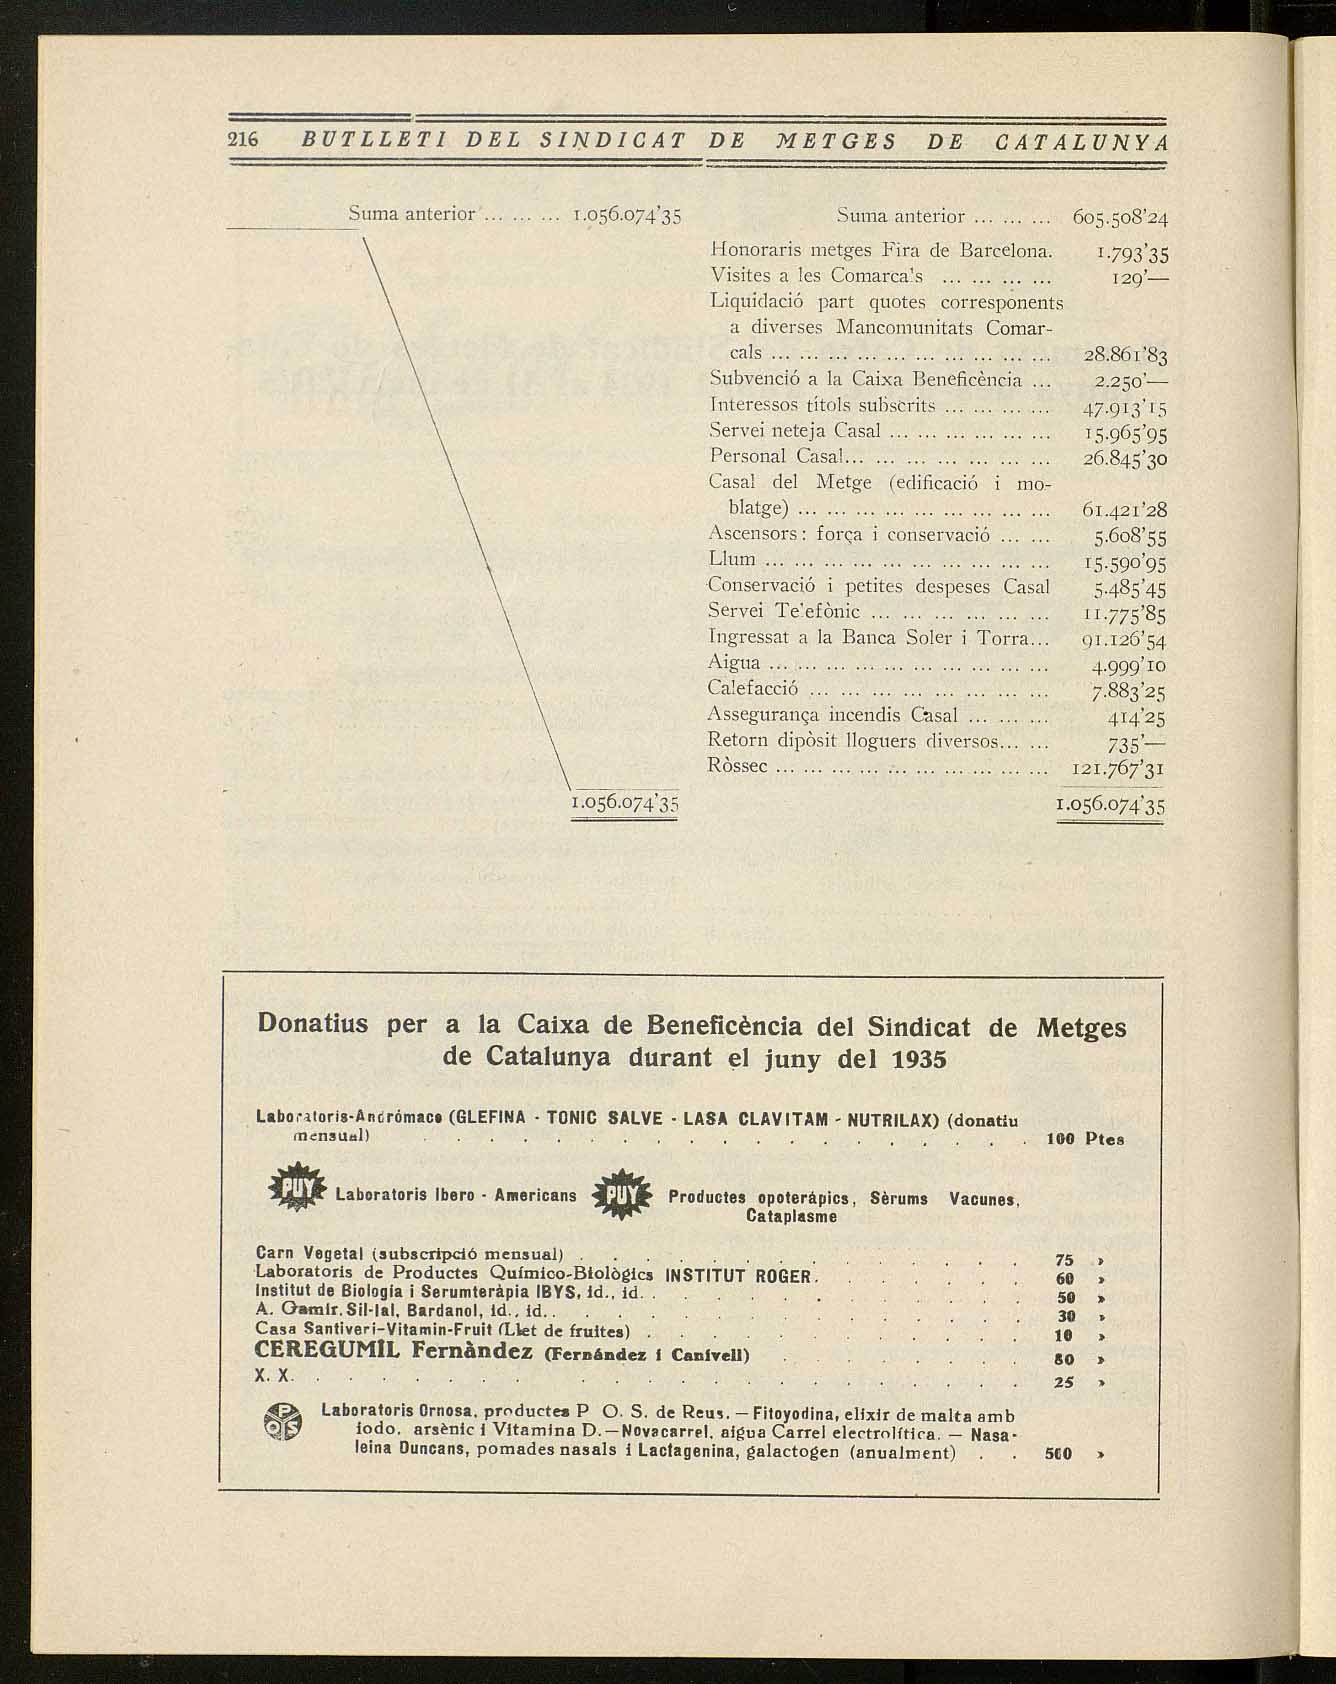 216 BUTLLETI DEL SINDICAT DE METGES DE CATALUNYA
Suma anterior ... ... ... 1.056.074'35
1.056.074'35
Suma anterior ... ... ... 605.508'24
Honoraris metges Fira de Barcelona. 1.793'35
Visites a les Comarcals ... ... ... ... 129'—
Liquidació part quotes corresponents
a diverses Mancomunitats Comar-
cals ... ... ... ... ... ... ... ... ... ... 28.861'83
Subvenció a la Caixa Beneficència ... 2.250'—
Interessos títols subscrits ... ... ... ... 47.913'15
Servei neteja Casal ... ... ... ... ... ... 15.965'95
Personal Casal... ... ... ... ... ... ... 26.845'30
Casal del Metge (edificació i mo-
blatge) ... ... ... ... ... ... ... ... ... 61.421'28
Ascensors: força i conservació ... ... 5.608'55
Llum ... ... ... ... ... ... ... ... ... ... 15.590'95
Conservació i petites despeses Casal 5.485'45
Servei Telefònic ... ... ... ... ... ... 11.775'85
Ingressat a la Banca Soler i Torra... 91.126'54
Aigua ... ... ... ... ... ... ... ... ... ... 4.999'10
Calefacció ... ... ... ... ... ... ... ... 7.883'25
Assegurança incendis Casal ... ... ... 414'25
Retorn dipòsit lloguers diversos... ... 735'—
Ròssec ... ... ... ... ... ... ... ... ... ... 121.767'31
1.056.074'35
Donatius per a la Caixa de Beneficència del Sindicat de Metges
de Catalunya durant el juny del 1935
Laboratoris-Andrómaco (GLEFINA - TONIC SALVE - LASA CLAVITAM - NUTRILAX) (donatiu
mensual) . . . . . . . . . . . . . . . . . . . 100 Ptes
PUY Laboratoris Ibero - Americans PUY Productes opoteràpics, Sèrums Vacunes,
Cataplasme
Carn Vegetal (subscripció mensual) . . . . . . . . . . . . . . 75 »
Laboratoris de Productes Químico-Biològics INSTITUT ROGER. . . . . . . 60 »
Institut de Biologia i Serumteràpia IBYS, id., id. . . . . . . . . . . . . 50 »
A. Gamir. Sil-lal, Bardanol, id., id. . . . . . . . . . . . . . . . 30 »
Casa Santiveri-Vitamin-Fruit (Llet de fruites) . . . . . . . . . . . . 10 »
CEREGUMIL Fernàndez (Fernández i Canivell) . . . . . . . . 80 »
X. X. . . . . . . . . . . . . . . . . . . . . . . 25 »
POS Laboratoris Ornosa, productes P O. S. de Reus. — Fitoyodina, elixir de malta amb
iodo, arsènic i Vitamina D.—Novacarrel, aigua Carrel electrolítica. — Nasa-
leina Duncans, pomades nasals i Lactagenina, galactogen (anualment) . . 500 »